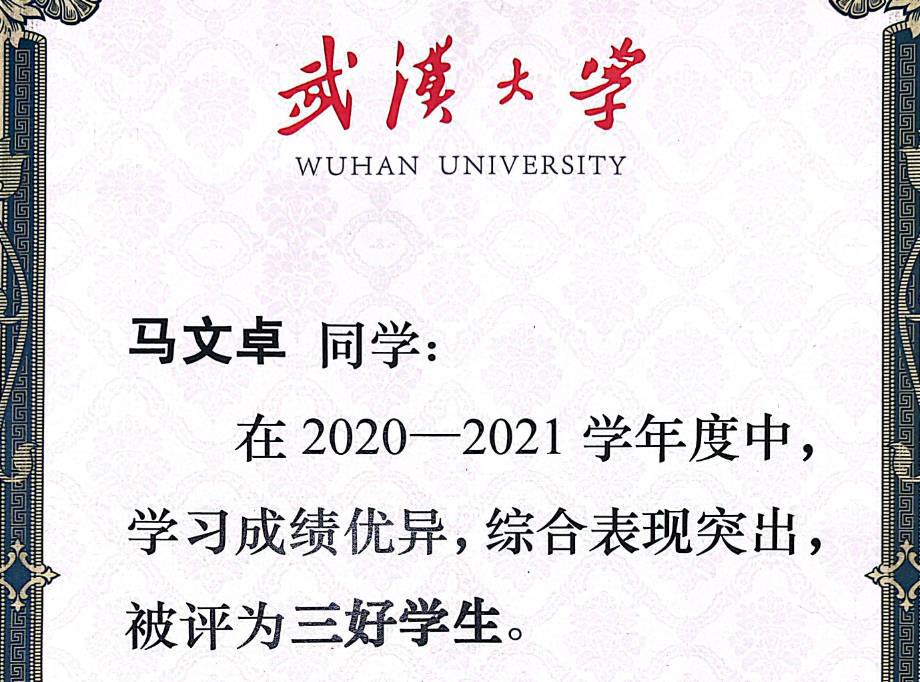 武漢大學
WUHAN UNIVERSITY
马文卓 同学：
在 2020—2021 学年度中，
学习成绩优异，综合表现突出，
被评为三好学生。